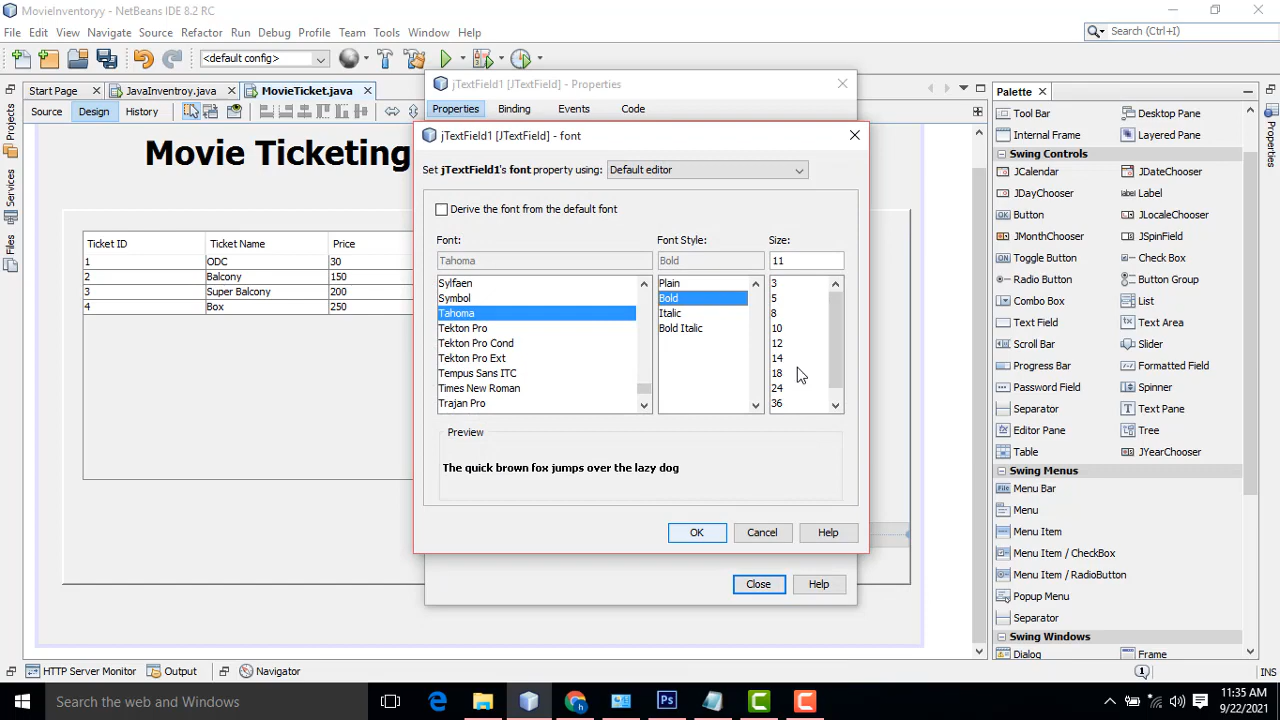 MovieInventoryy - NetBeans IDE 8.2 RC
File Edit View Navigate Source Refactor Run Debug Profile Team Tools Window Help
Search (Ctrl+I)
<default config>
Start Page JavaInventroy.java MovieTicket.java
Source Design History
jTextField1 [JTextField] - Properties
Properties Binding Events Code
jTextField1 [JTextField] - font
Set jTextField1's font property using: Default editor
Derive the font from the default font
Font: Font Style: Size:
Tahoma Bold 11
Sylfaen
Symbol
Tahoma
Tekton Pro
Tekton Pro Cond
Tekton Pro Ext
Tempus Sans ITC
Times New Roman
Trajan Pro
Plain
Bold
Italic
Bold Italic
3
5
8
10
12
14
18
24
36
Preview
The quick brown fox jumps over the lazy dog
OK Cancel Help
Close Help
Movie Ticketing
Ticket ID Ticket Name Price
1 ODC 30
2 Balcony 150
3 Super Balcony 200
4 Box 250
Projects
Services
Files
Palette
Tool Bar Desktop Pane
Internal Frame Layered Pane
Swing Controls
JCalendar JDateChooser
JDayChooser Label
Button JLocaleChooser
JMonthChooser JSpinField
Toggle Button Check Box
Radio Button Button Group
Combo Box List
Text Field Text Area
Scroll Bar Slider
Progress Bar Formatted Field
Password Field Spinner
Separator Text Pane
Editor Pane Tree
Table JYearChooser
Swing Menus
Menu Bar
Menu
Menu Item
Menu Item / CheckBox
Menu Item / RadioButton
Popup Menu
Separator
Swing Windows
Dialog Frame
Properties
HTTP Server Monitor Output Navigator
1 INS
Search the web and Windows
11:35 AM
9/22/2021